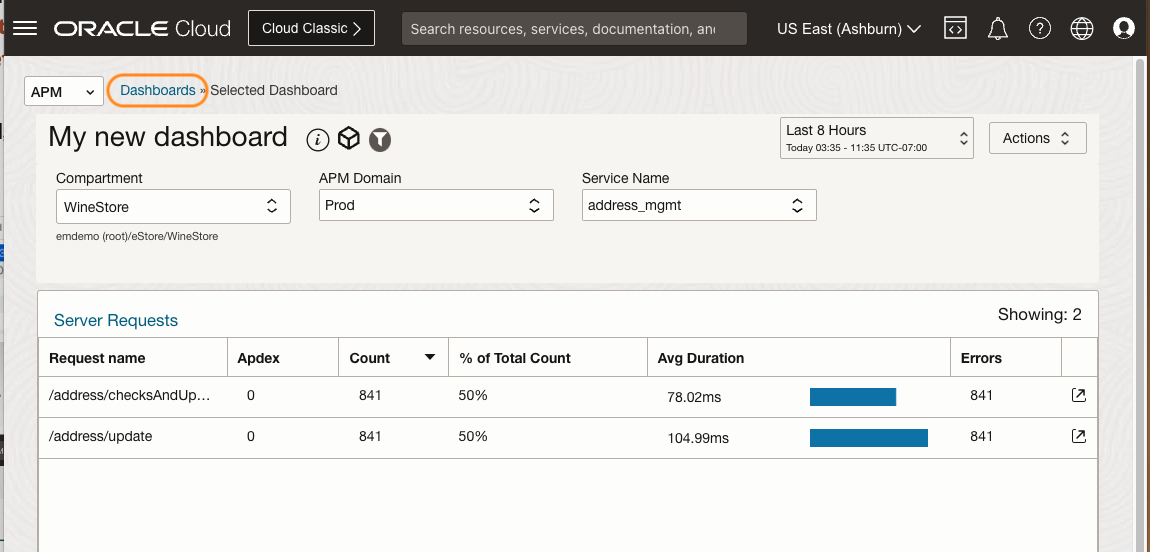 ORACLE Cloud Cloud Classic Search resources, services, documentation, an US East (Ashburn)
APM Dashboards » Selected Dashboard
My new dashboard
Last 8 Hours
Today 03:35 - 11:35 UTC-07:00
Actions
Compartment APM Domain Service Name
WineStore Prod address_mgmt
emdemo (root)/eStore/WineStore
Server Requests Showing: 2
Request name Apdex Count % of Total Count Avg Duration Errors
/address/checksAndUp... 0 841 50% 78.02ms 841
/address/update 0 841 50% 104.99ms 841